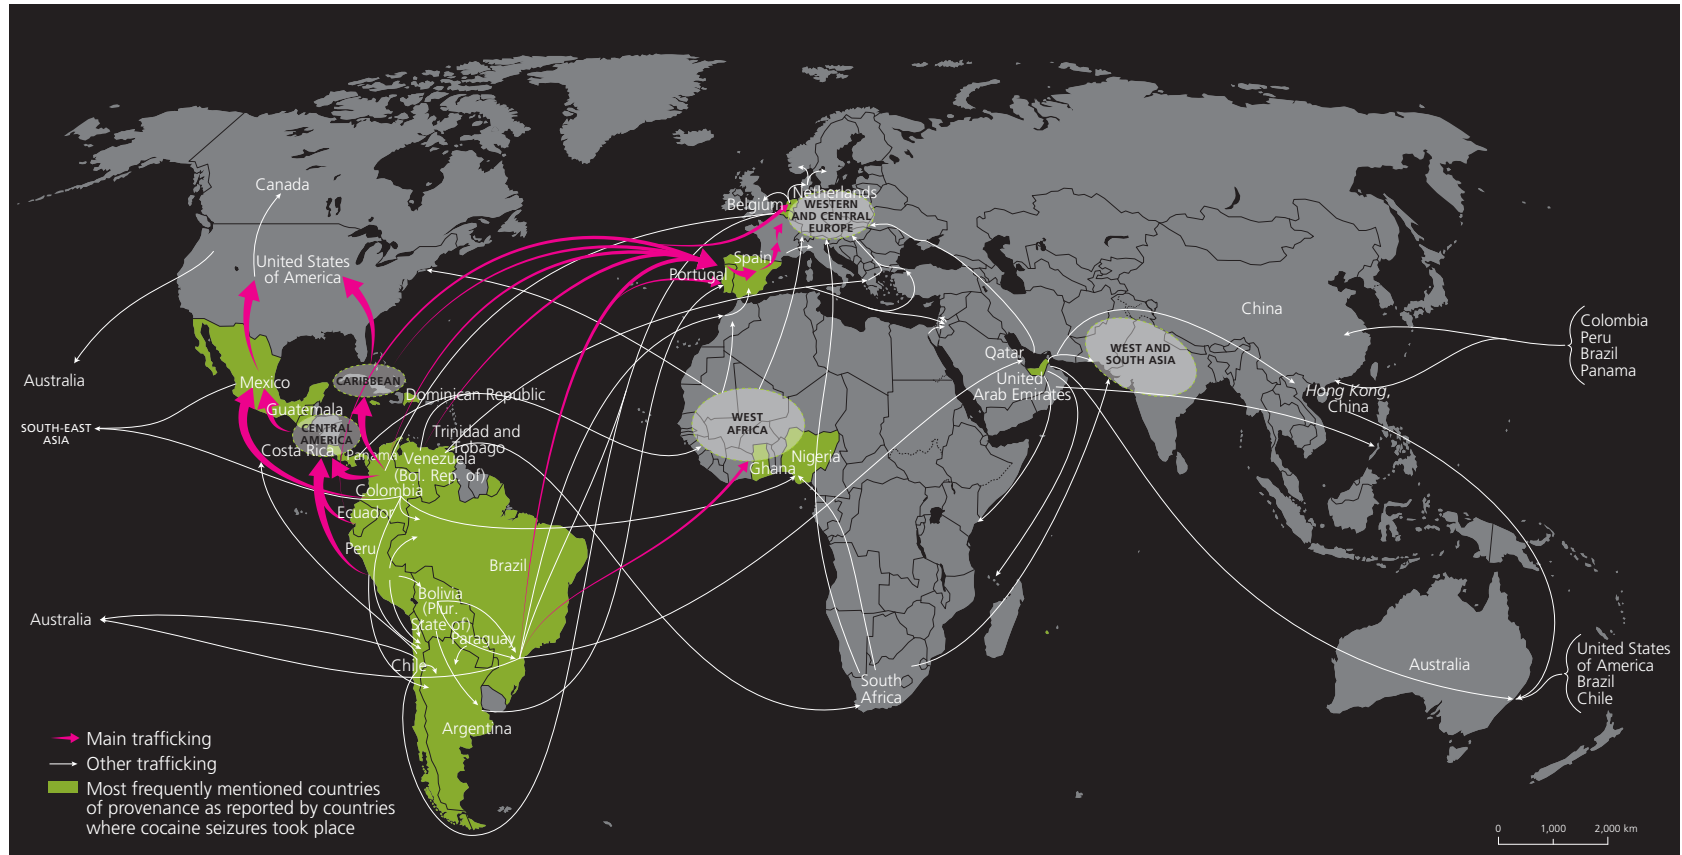 Canada
United States
of America
Australia
Mexico
CARIBBEAN
Dominican Republic
Guatemala
SOUTH-EAST
ASIA
CENTRAL
AMERICA
Costa Rica
Panama
Trinidad and
Tobago
Venezuela
(Bol. Rep. of)
Colombia
Ecuador
Peru
Brazil
Bolivia
(Plur.
State of)
Paraguay
Australia
Chile
Argentina
Netherlands
Belgium
WESTERN
AND CENTRAL
EUROPE
Spain
Portugal
WEST
AFRICA
Nigeria
Ghana
South
Africa
Qatar
United
Arab Emirates
WEST AND
SOUTH ASIA
China
Hong Kong,
China
Colombia
Peru
Brazil
Panama
Australia
United States
of America
Brazil
Chile
Main trafficking
Other trafficking
Most frequently mentioned countries
of provenance as reported by countries
where cocaine seizures took place
0 1,000 2,000 km